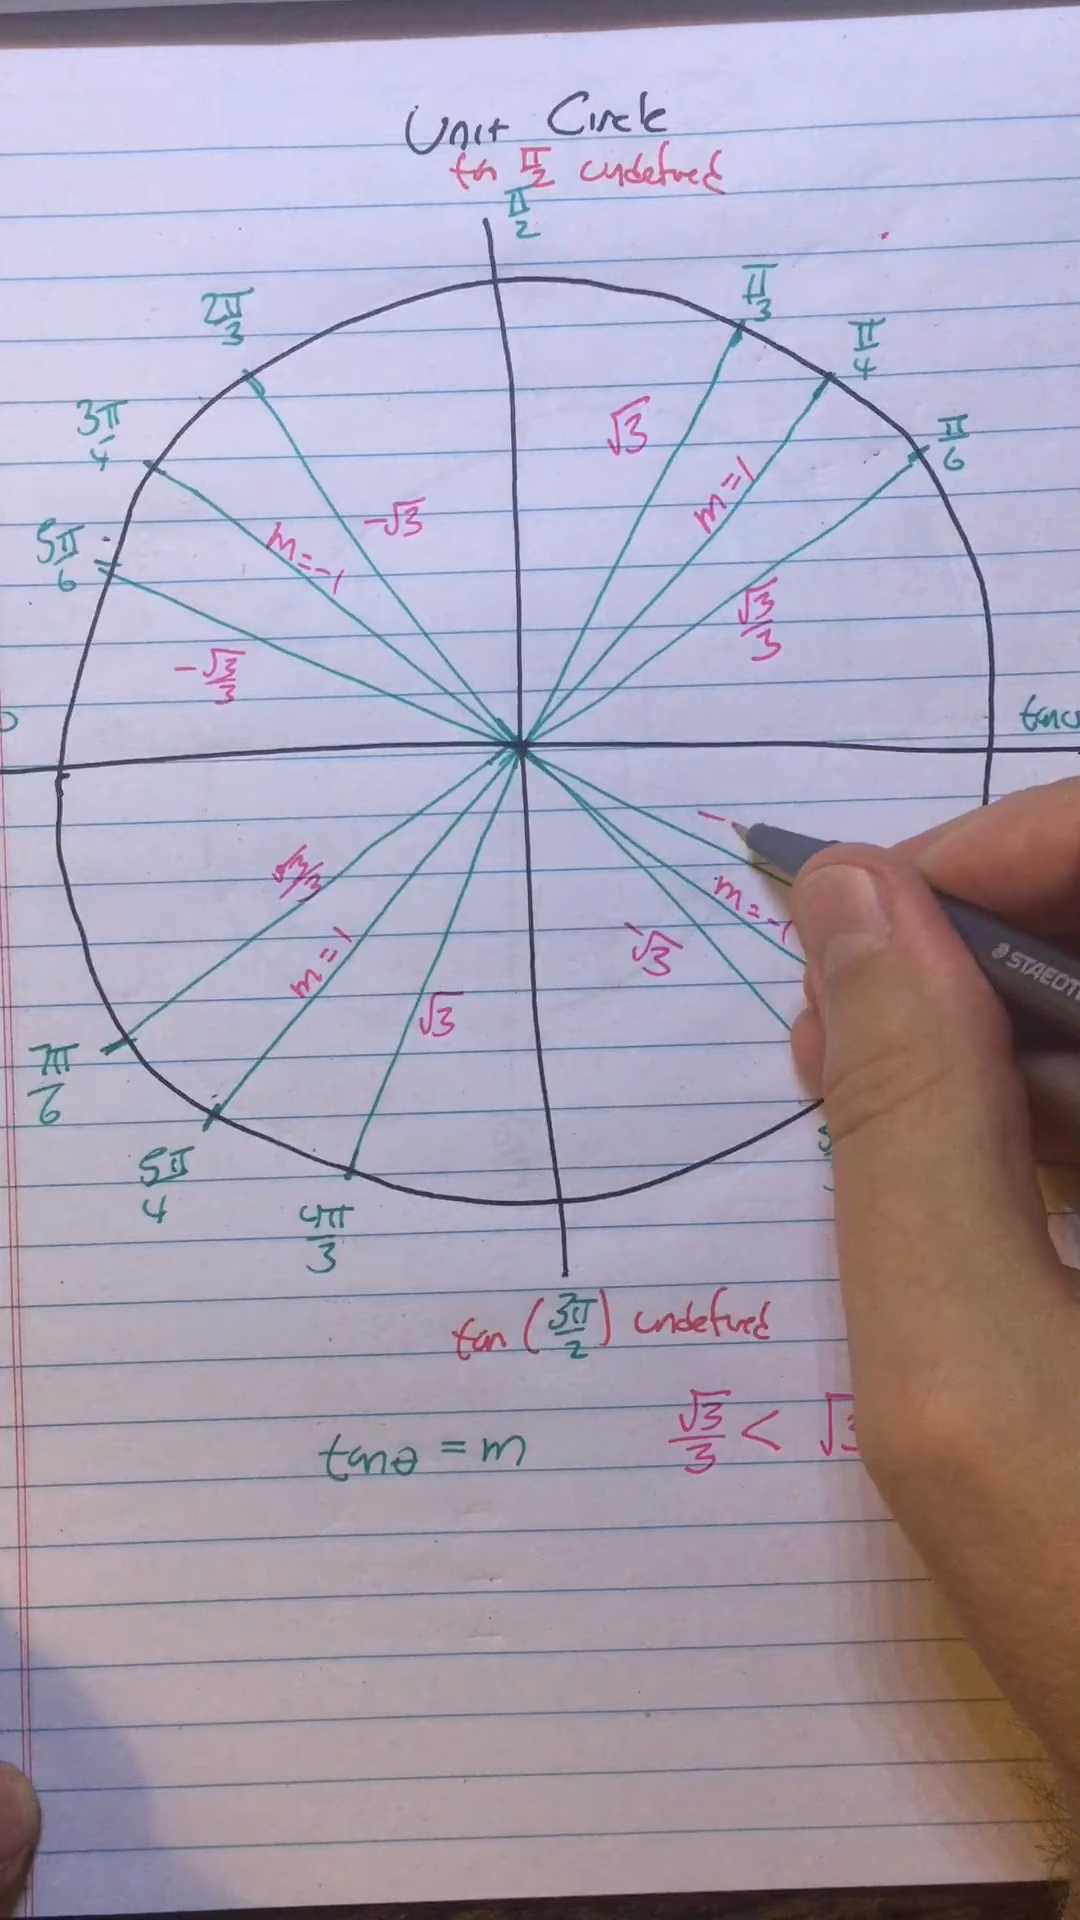 Unit Circle
tan π/2 undefined
π/2
2π/3
π/3
π/4
3π/4
π/6
√3
m=1
-√3
m=-1
5π/6
√3/3
-√3/3
m=-1
√3/3
-√3
m=1
√3
7π/6
5π/4
4π/3
tan (3π/2) undefined
tanθ = m
√3/3 < √3